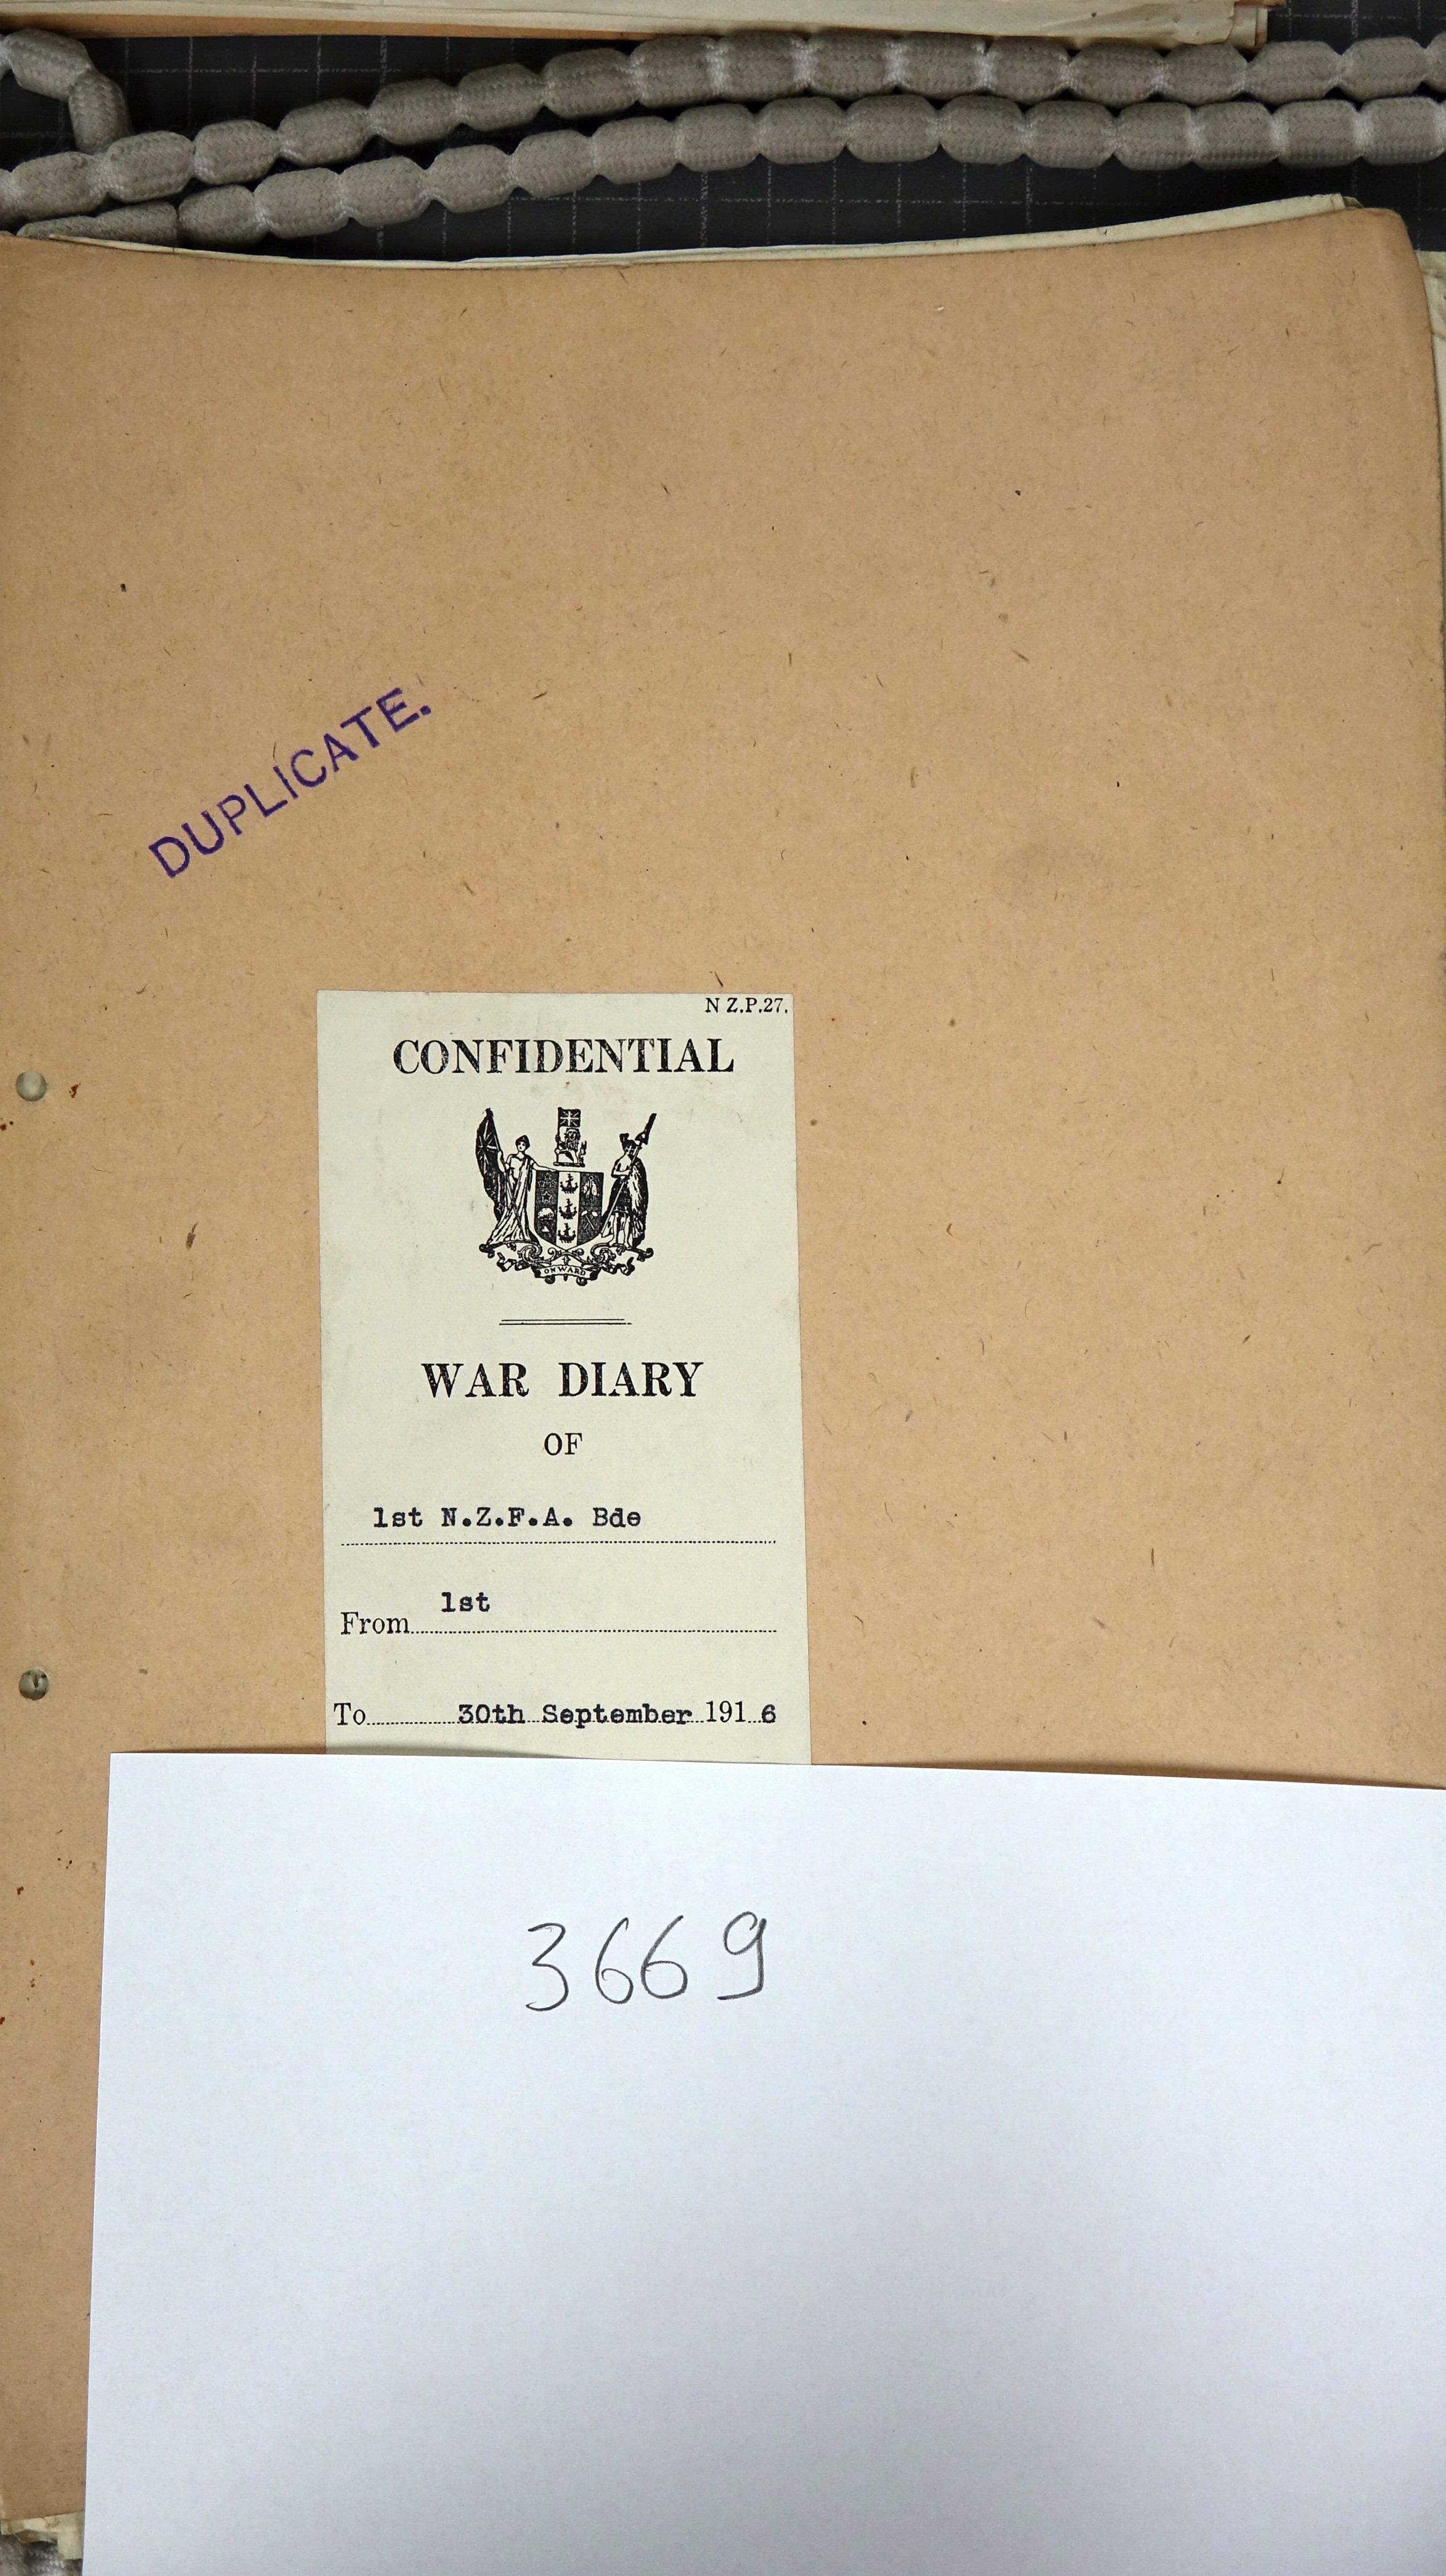 DUPLICATE.
N Z.P.27.
CONFIDENTIAL
ONWARD
WAR DIARY
OF
1st N.Z.F.A. Bde
From 1st
To 30th September 191 6
3669